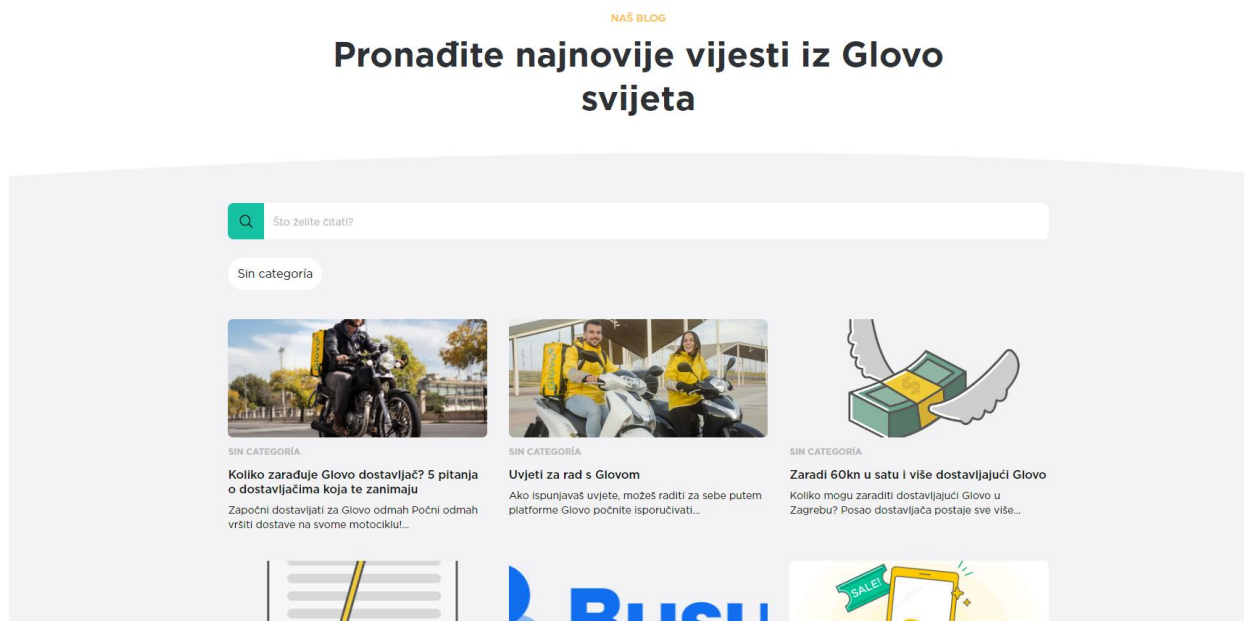 NAŠ BLOG
Pronađite najnovije vijesti iz Glovo
svijeta
Što želite čitati?
Sin categoría
SIN CATEGORÍA
Koliko zarađuje Glovo dostavljač? 5 pitanja
o dostavljačima koja te zanimaju
Započni dostavljati za Glovo odmah Počni odmah
vršiti dostave na svome motociklu!...
SIN CATEGORÍA
Uvjeti za rad s Glovom
Ako ispunjavaš uvjete, možeš raditi za sebe putem
platforme Glovo počnite isporučivati...
SIN CATEGORÍA
Zaradi 60kn u satu i više dostavljajući Glovo
Koliko mogu zaraditi dostavljajući Glovo u
Zagrebu? Posao dostavljača postaje sve više...
SALE!